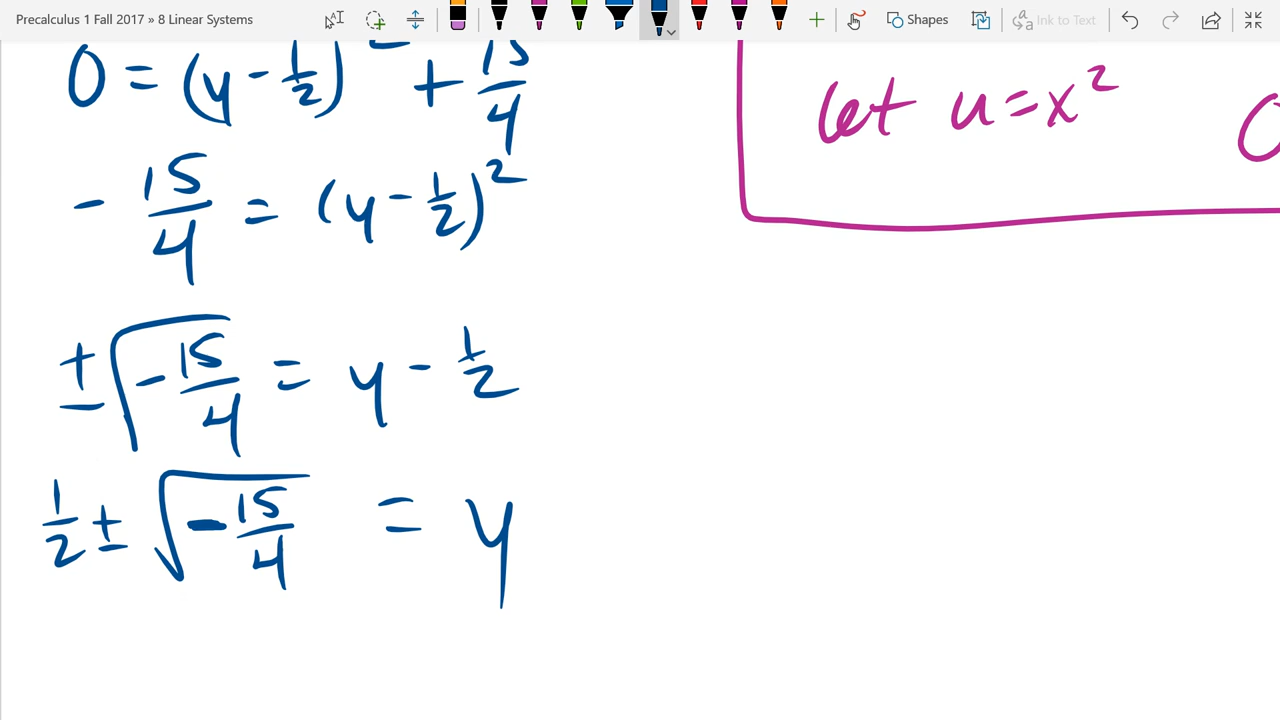 Precalculus 1 Fall 2017 » 8 Linear Systems
Shapes
Ink to Text
0 = (y - 1/2)² + 15/4
- 15/4 = (y - 1/2)²
± √(-15/4) = y - 1/2
1/2 ± √(-15/4) = y
let u = x²